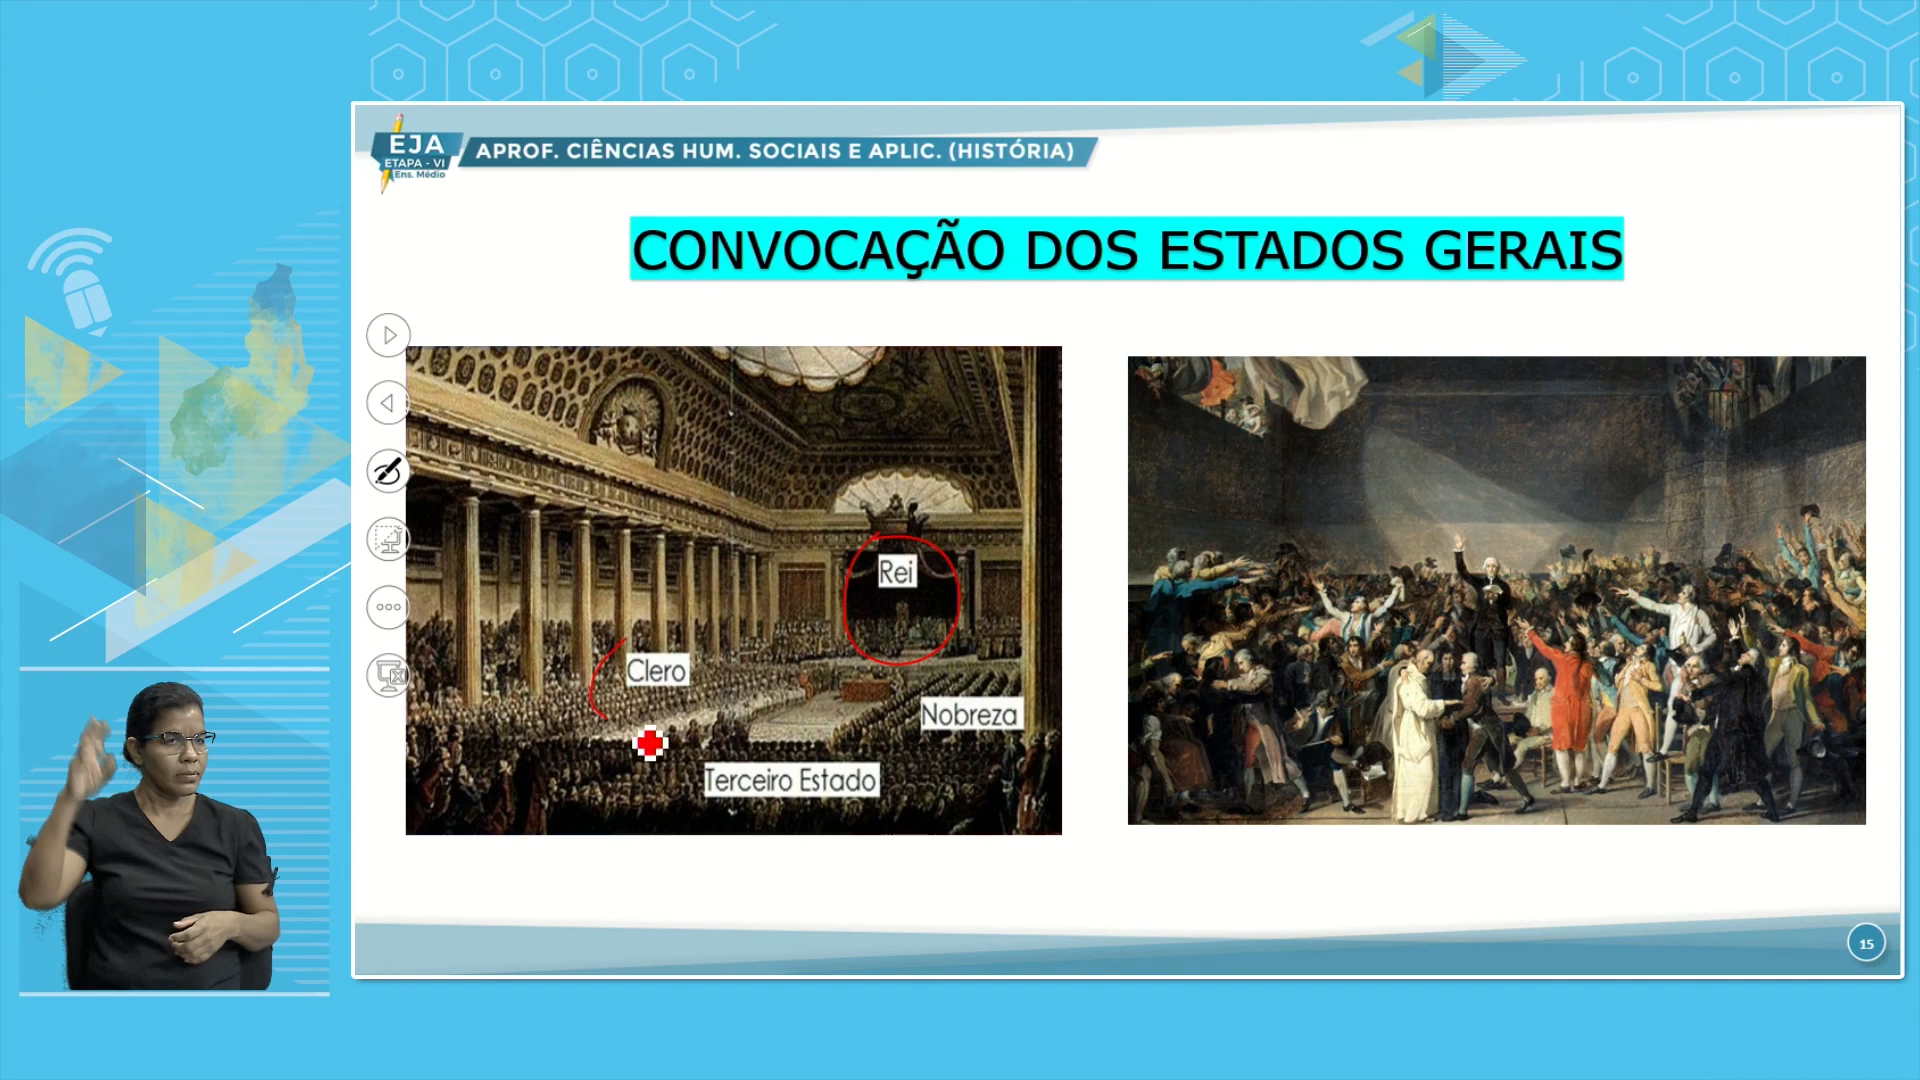 EJA
ETAPA - VI
Ens. Médio
APROF. CIÊNCIAS HUM. SOCIAIS E APLIC. (HISTÓRIA)
CONVOCAÇÃO DOS ESTADOS GERAIS
Rei
Clero
Nobreza
Terceiro Estado
15